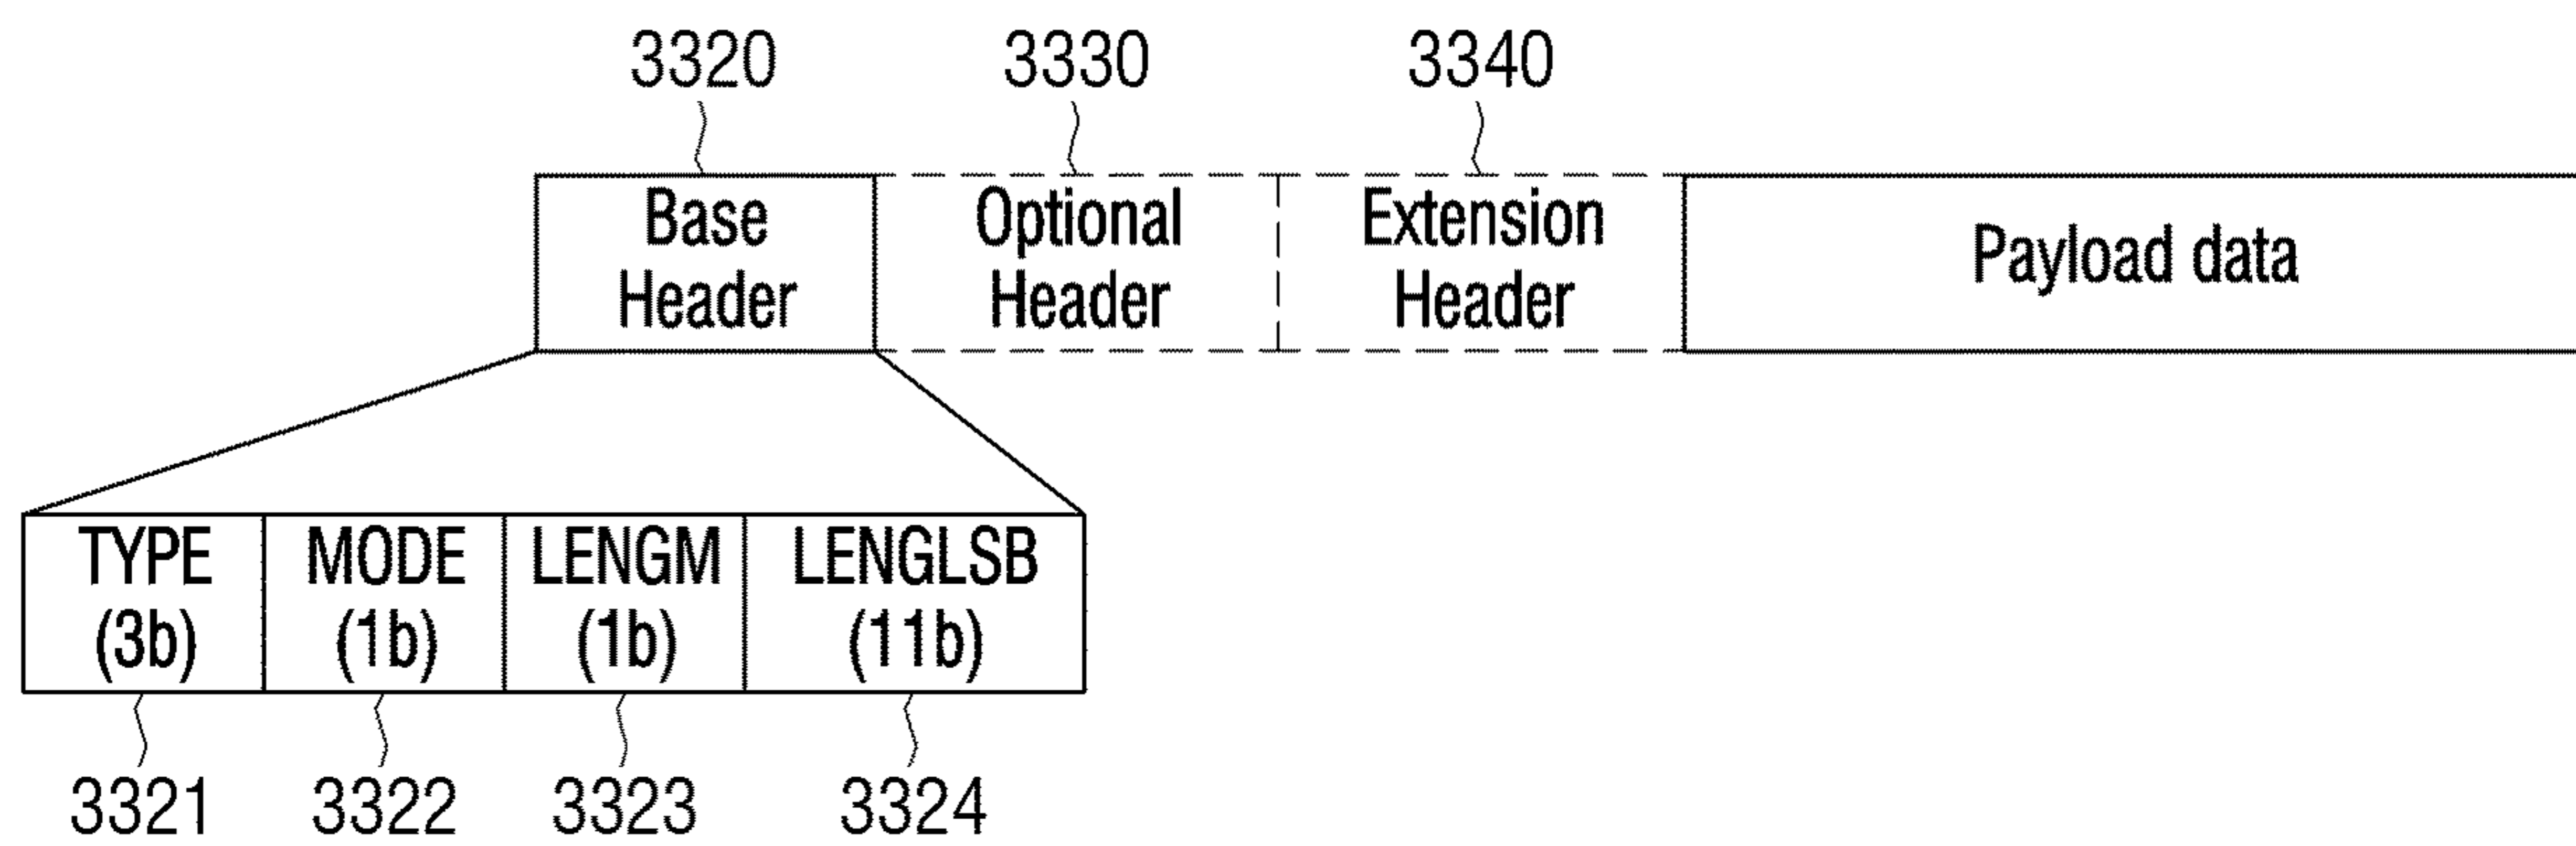 3320 3330 3340
Base Optional Extension Payload data
Header Header Header
TYPE MODE LENGM LENGLSB
(3b) (1b) (1b) (11b)
3321 3322 3323 3324